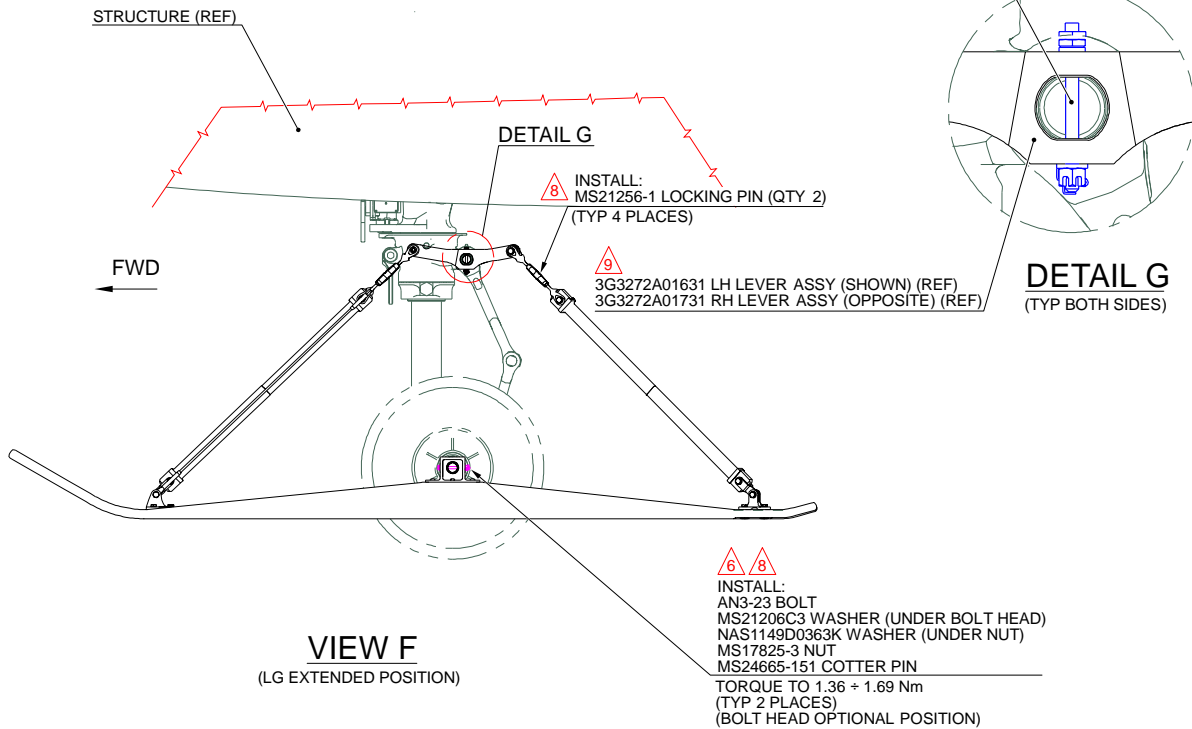 STRUCTURE (REF)
DETAIL G
8
INSTALL:
MS21256-1 LOCKING PIN (QTY 2)
(TYP 4 PLACES)
FWD
9
3G3272A01631 LH LEVER ASSY (SHOWN) (REF)
3G3272A01731 RH LEVER ASSY (OPPOSITE) (REF)
DETAIL G
(TYP BOTH SIDES)
6 8
INSTALL:
AN3-23 BOLT
MS21206C3 WASHER (UNDER BOLT HEAD)
NAS1149D0363K WASHER (UNDER NUT)
MS17825-3 NUT
MS24665-151 COTTER PIN
TORQUE TO 1.36 ÷ 1.69 Nm
(TYP 2 PLACES)
(BOLT HEAD OPTIONAL POSITION)
VIEW F
(LG EXTENDED POSITION)